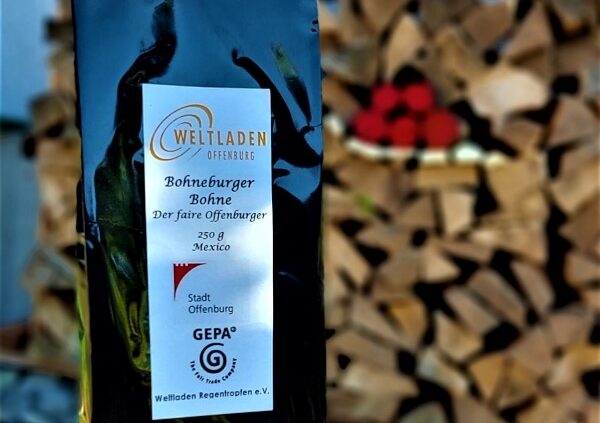 WELTLADEN
OFFENBURG
Bohneburger
Bohne
Der faire Offenburger
250 g
Mexico
Stadt
Offenburg
GEPA
The Fair Trade Company
Weltladen Regentropfen e.V.